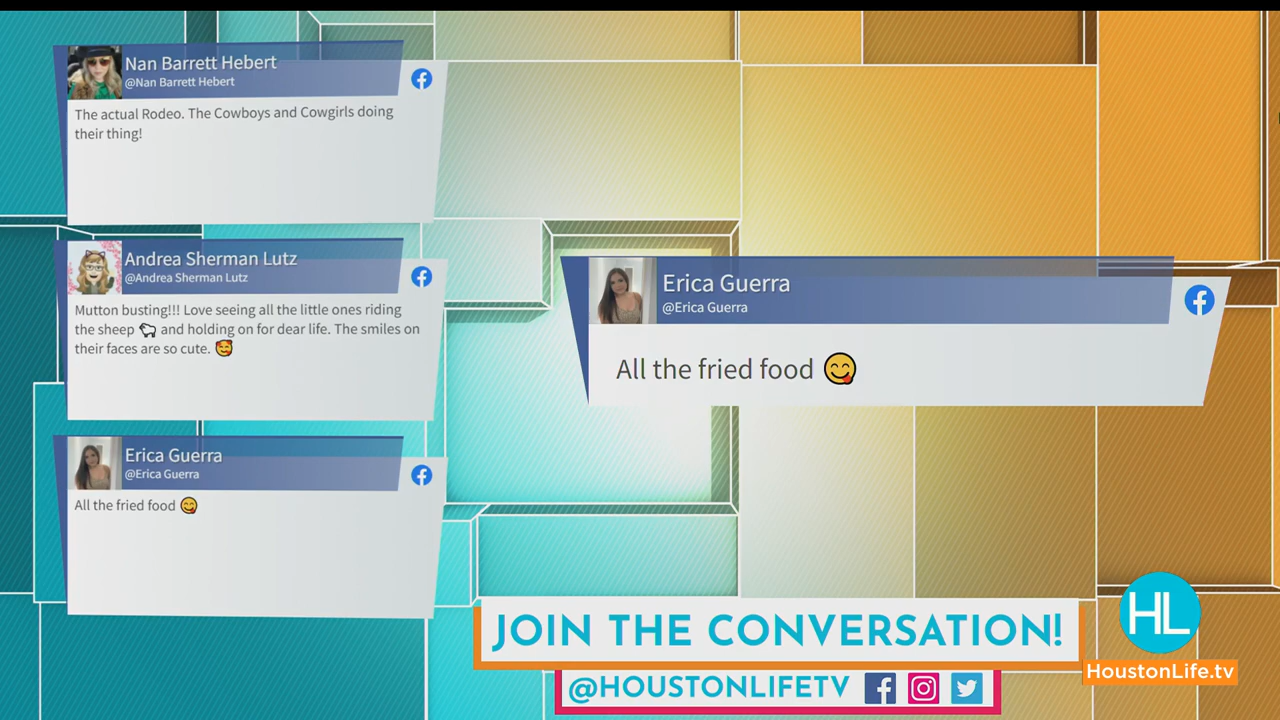 Nan Barrett Hebert
@Nan Barrett Hebert
The actual Rodeo. The Cowboys and Cowgirls doing
their thing!
Andrea Sherman Lutz
@Andrea Sherman Lutz
Mutton busting!!! Love seeing all the little ones riding
the sheep 🐑 and holding on for dear life. The smiles on
their faces are so cute. 🥰
Erica Guerra
@Erica Guerra
All the fried food 😋
Erica Guerra
@Erica Guerra
All the fried food 😋
JOIN THE CONVERSATION!
@HOUSTONLIFETV
HL
HoustonLife.tv